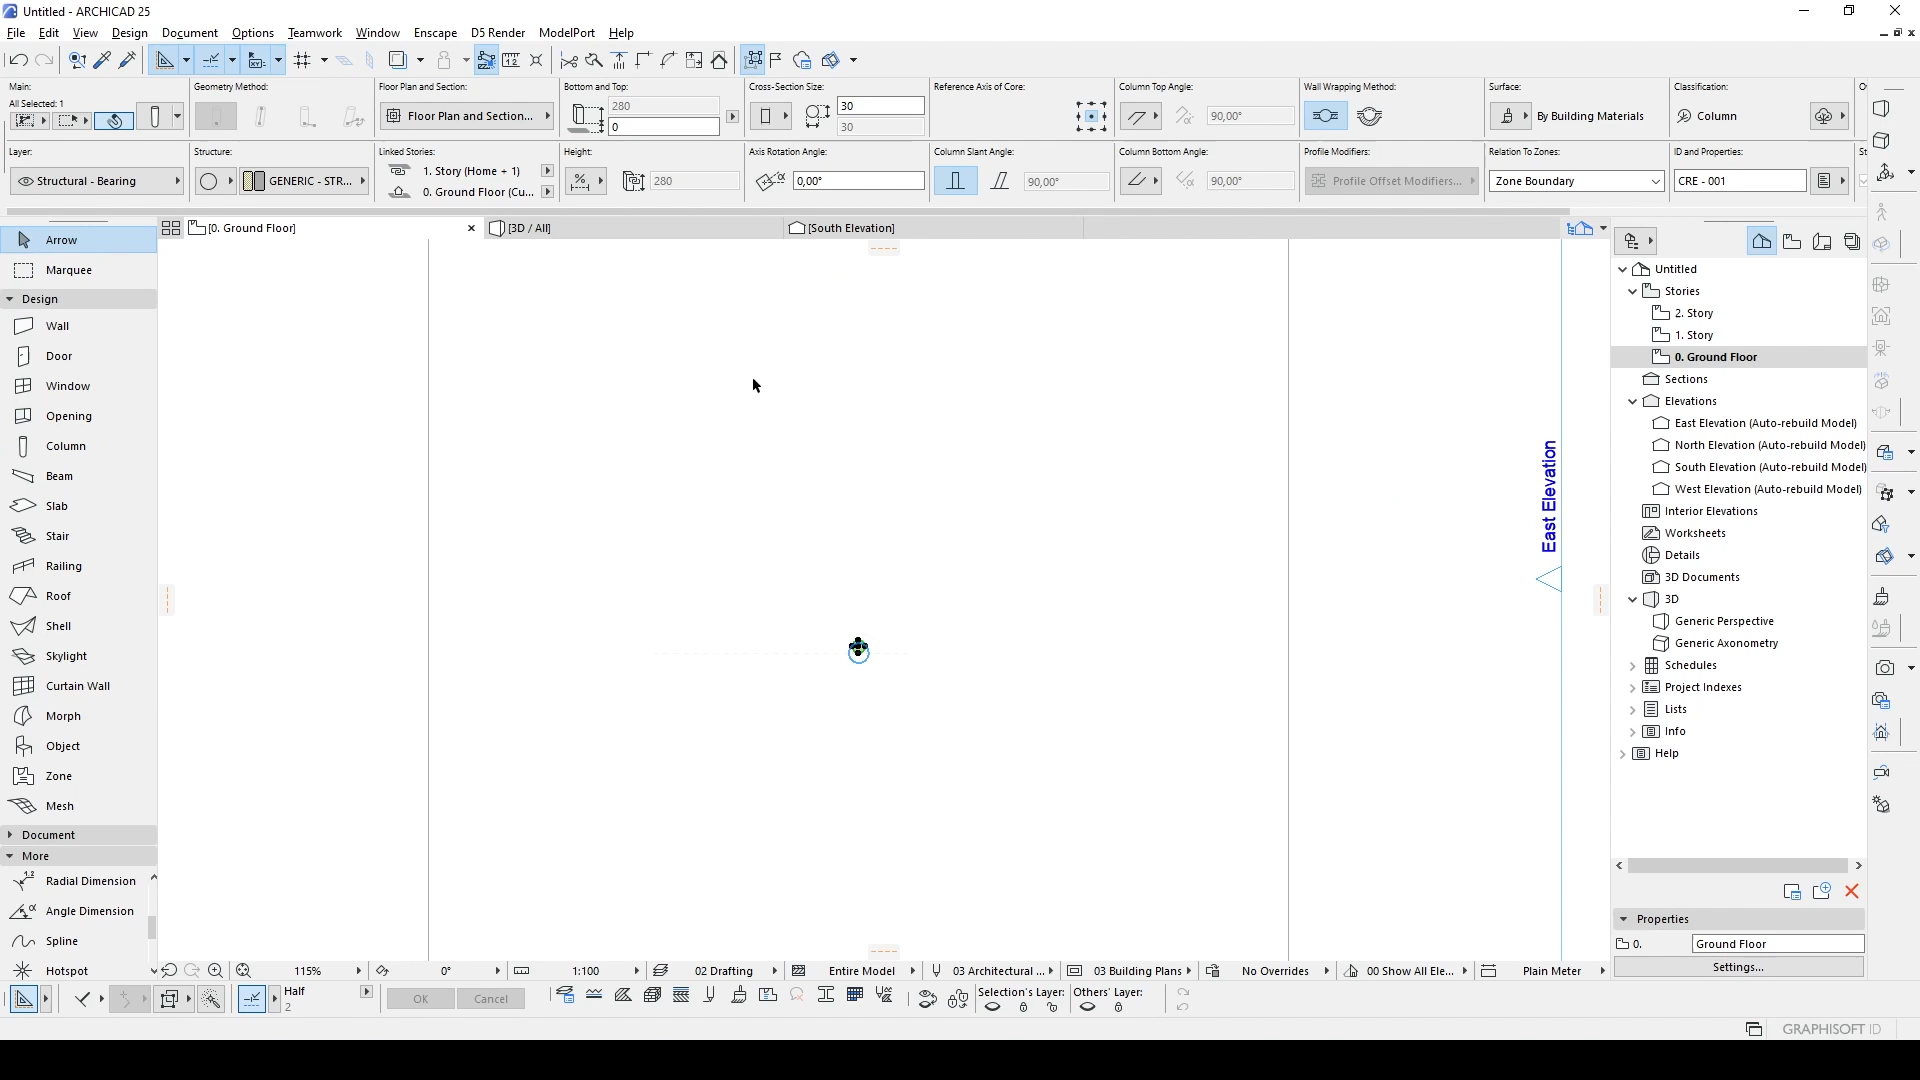 Untitled - ARCHICAD 25
File Edit View Design Document Options Teamwork Window Enscape D5 Render ModelPort Help
Main: Geometry Method: Floor Plan and Section: Bottom and Top: Cross-Section Size: Reference Axis of Core: Column Top Angle: Wall Wrapping Method: Surface: Classification:
All Selected: 1
280 30
Floor Plan and Section... 90,00° By Building Materials Column
0 30
Layer: Structure: Linked Stories: Height: Axis Rotation Angle: Column Slant Angle: Column Bottom Angle: Profile Modifiers: Relation To Zones: ID and Properties: St
1. Story (Home + 1)
Structural - Bearing GENERIC - STR... 280 0,00° 90,00° 90,00° Profile Offset Modifiers... Zone Boundary CRE - 001
0. Ground Floor (Cu...
[0. Ground Floor] [3D / All] [South Elevation]
Arrow
Marquee
Design
Wall
Door
Window
Opening
Column
Beam
Slab
Stair
Railing
Roof
Shell
Skylight
Curtain Wall
Morph
Object
Zone
Mesh
Document
More
1.2
Radial Dimension
Angle Dimension
Spline
Hotspot
East Elevation
Untitled
Stories
2. Story
1. Story
0. Ground Floor
Sections
Elevations
East Elevation (Auto-rebuild Model)
North Elevation (Auto-rebuild Model)
South Elevation (Auto-rebuild Model)
West Elevation (Auto-rebuild Model)
Interior Elevations
Worksheets
Details
3D Documents
3D
Generic Perspective
Generic Axonometry
Schedules
Project Indexes
Lists
Info
Help
Properties
0. Ground Floor
Settings...
115% 0° 1:100 02 Drafting Entire Model 03 Architectural ... 03 Building Plans No Overrides 00 Show All Ele... Plain Meter
Half
2
OK Cancel
Selection's Layer: Others' Layer:
GRAPHISOFT ID